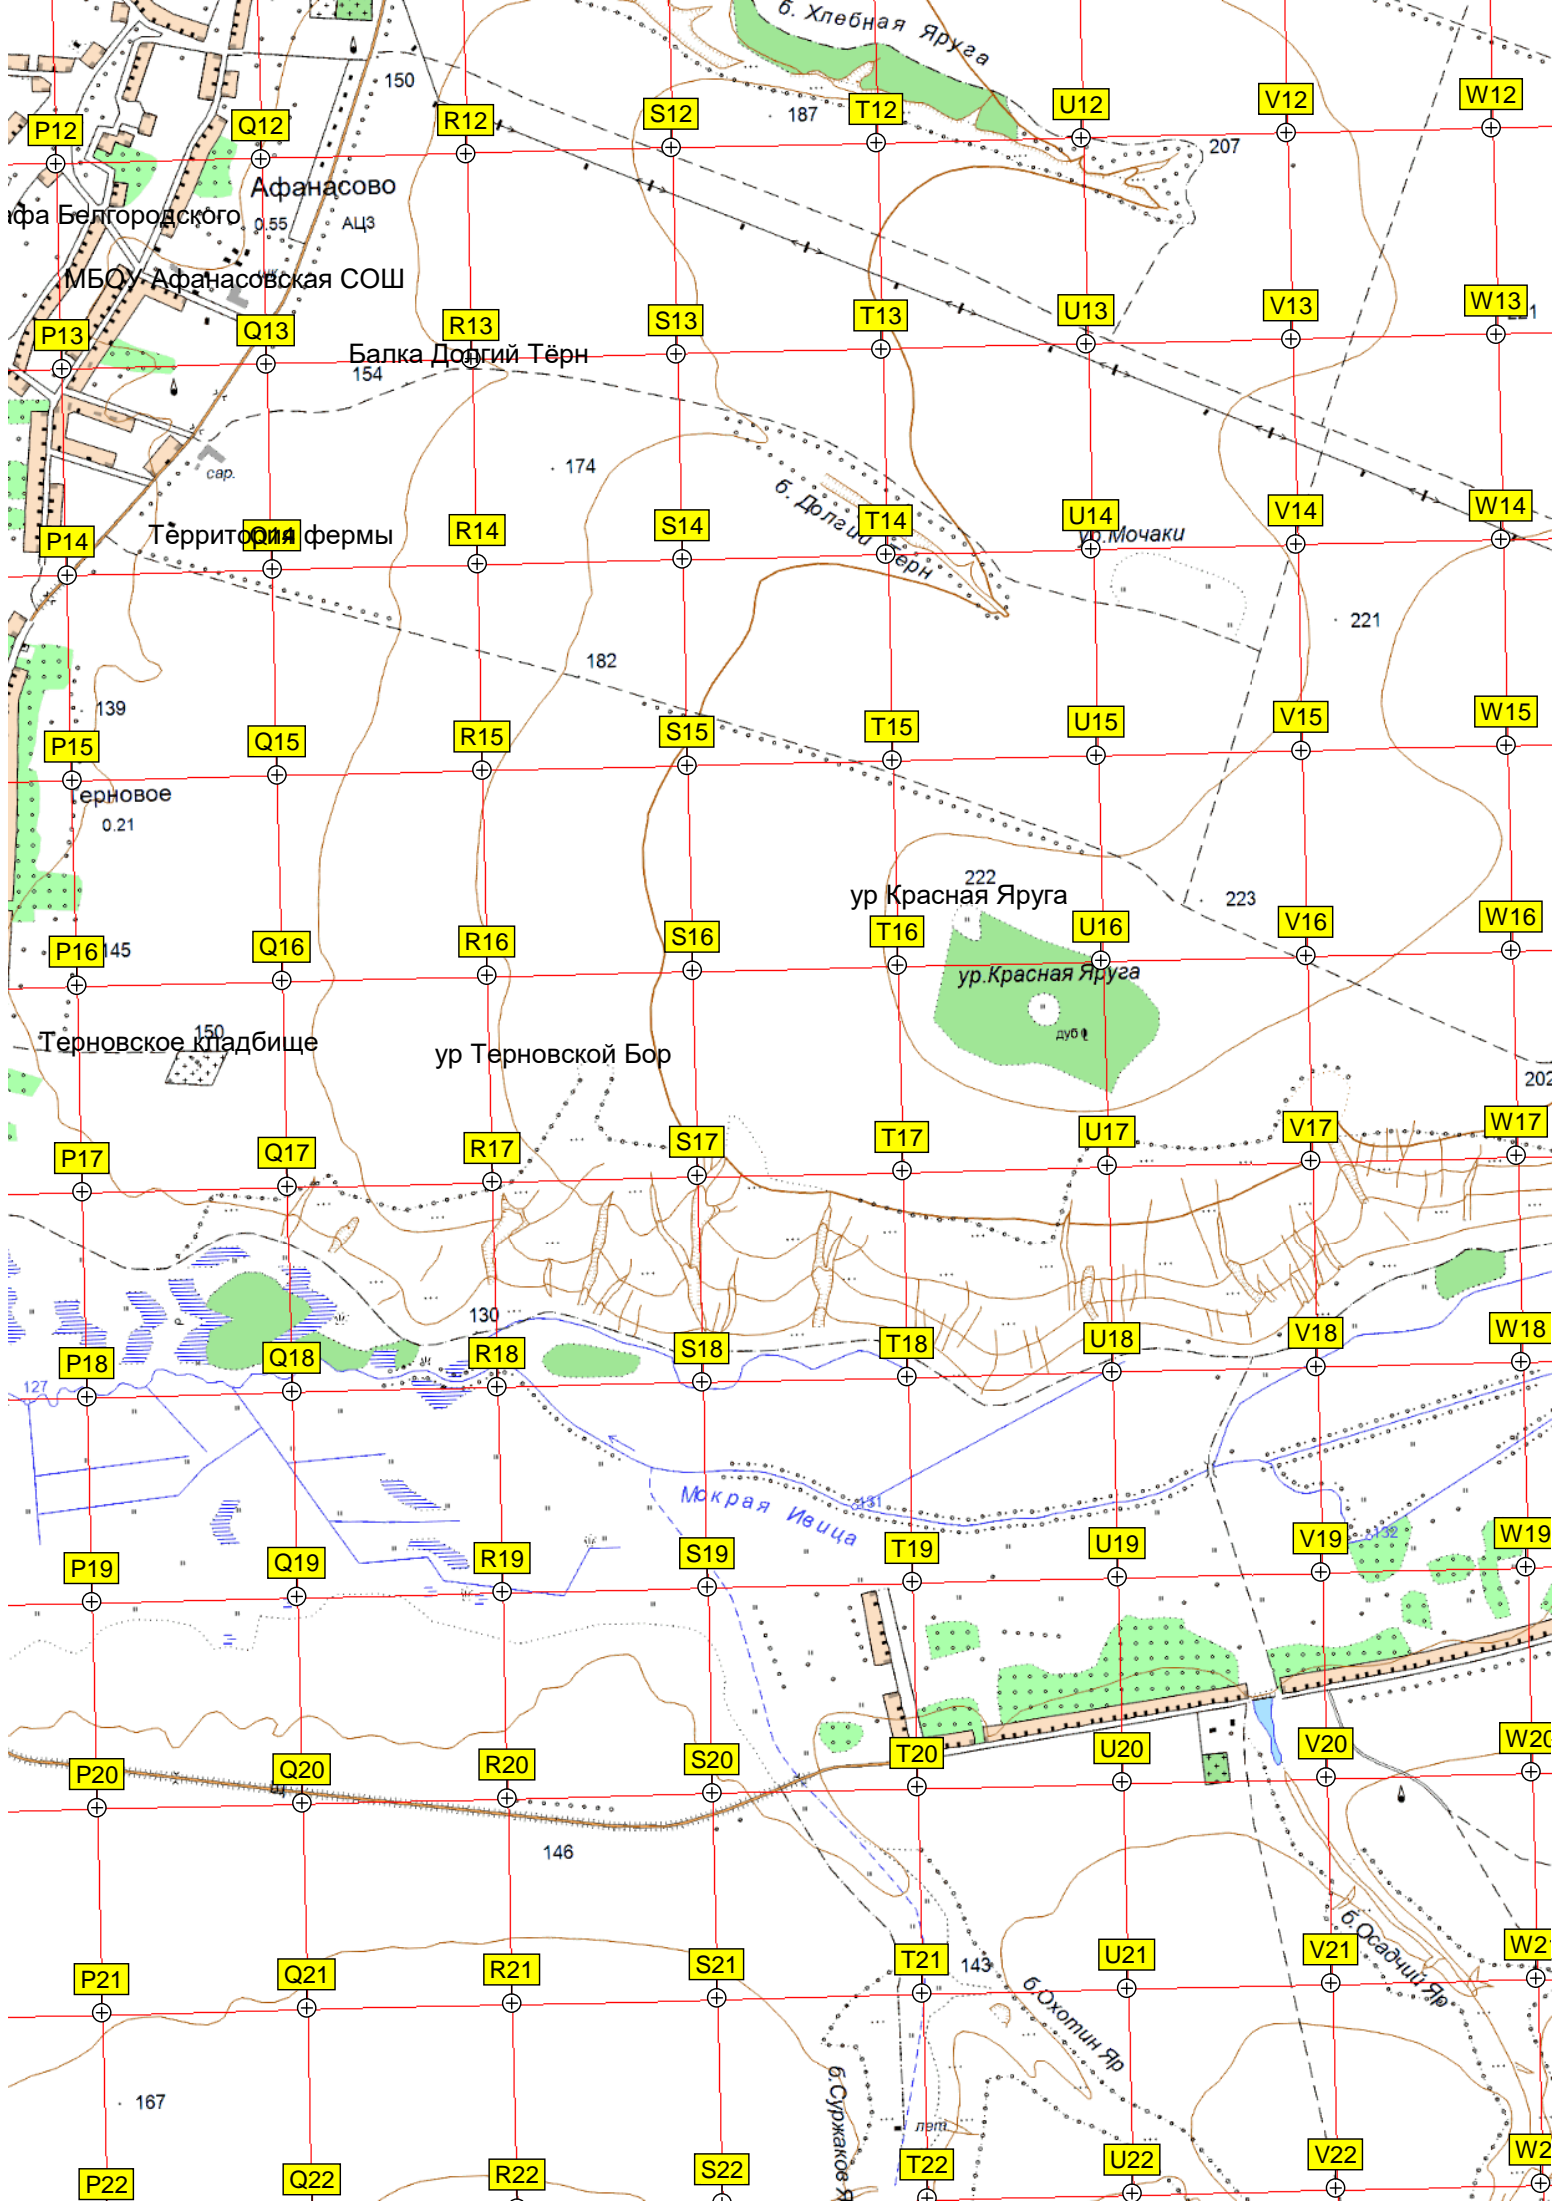 б. Хлебная Яруга
150
187
P12
Q12
R12
S12
T12
U12
V12
W12
207
Афанасово
0.55
АЦЗ
афа Белгородского
МБОУ Афанасовская СОШ
P13
Q13
R13
S13
T13
U13
V13
W13
Балка Долгий Тёрн
154
174
сар.
б. Долгий Терн
P14
Территория фермы
Q14
R14
S14
T14
U14
V14
W14
ур.Мочаки
221
182
139
P15
Q15
R15
S15
T15
U15
V15
W15
ерновое
0.21
222
ур Красная Яруга
223
P16
145
Q16
R16
S16
T16
U16
V16
W16
ур.Красная Яруга
дуб
150
Терновское кладбище
ур Терновской Бор
202
P17
Q17
R17
S17
T17
U17
V17
W17
130
P18
Q18
R18
S18
T18
U18
V18
W18
127
Мокрая Ивица
131
132
P19
Q19
R19
S19
T19
U19
V19
W19
P20
Q20
R20
S20
T20
U20
V20
W20
146
б.Осадчий Яр
P21
Q21
R21
S21
T21
143
U21
V21
W21
б.Охотин Яр
б.Суржаков Я
167
лет.
P22
Q22
R22
S22
T22
U22
V22
W2